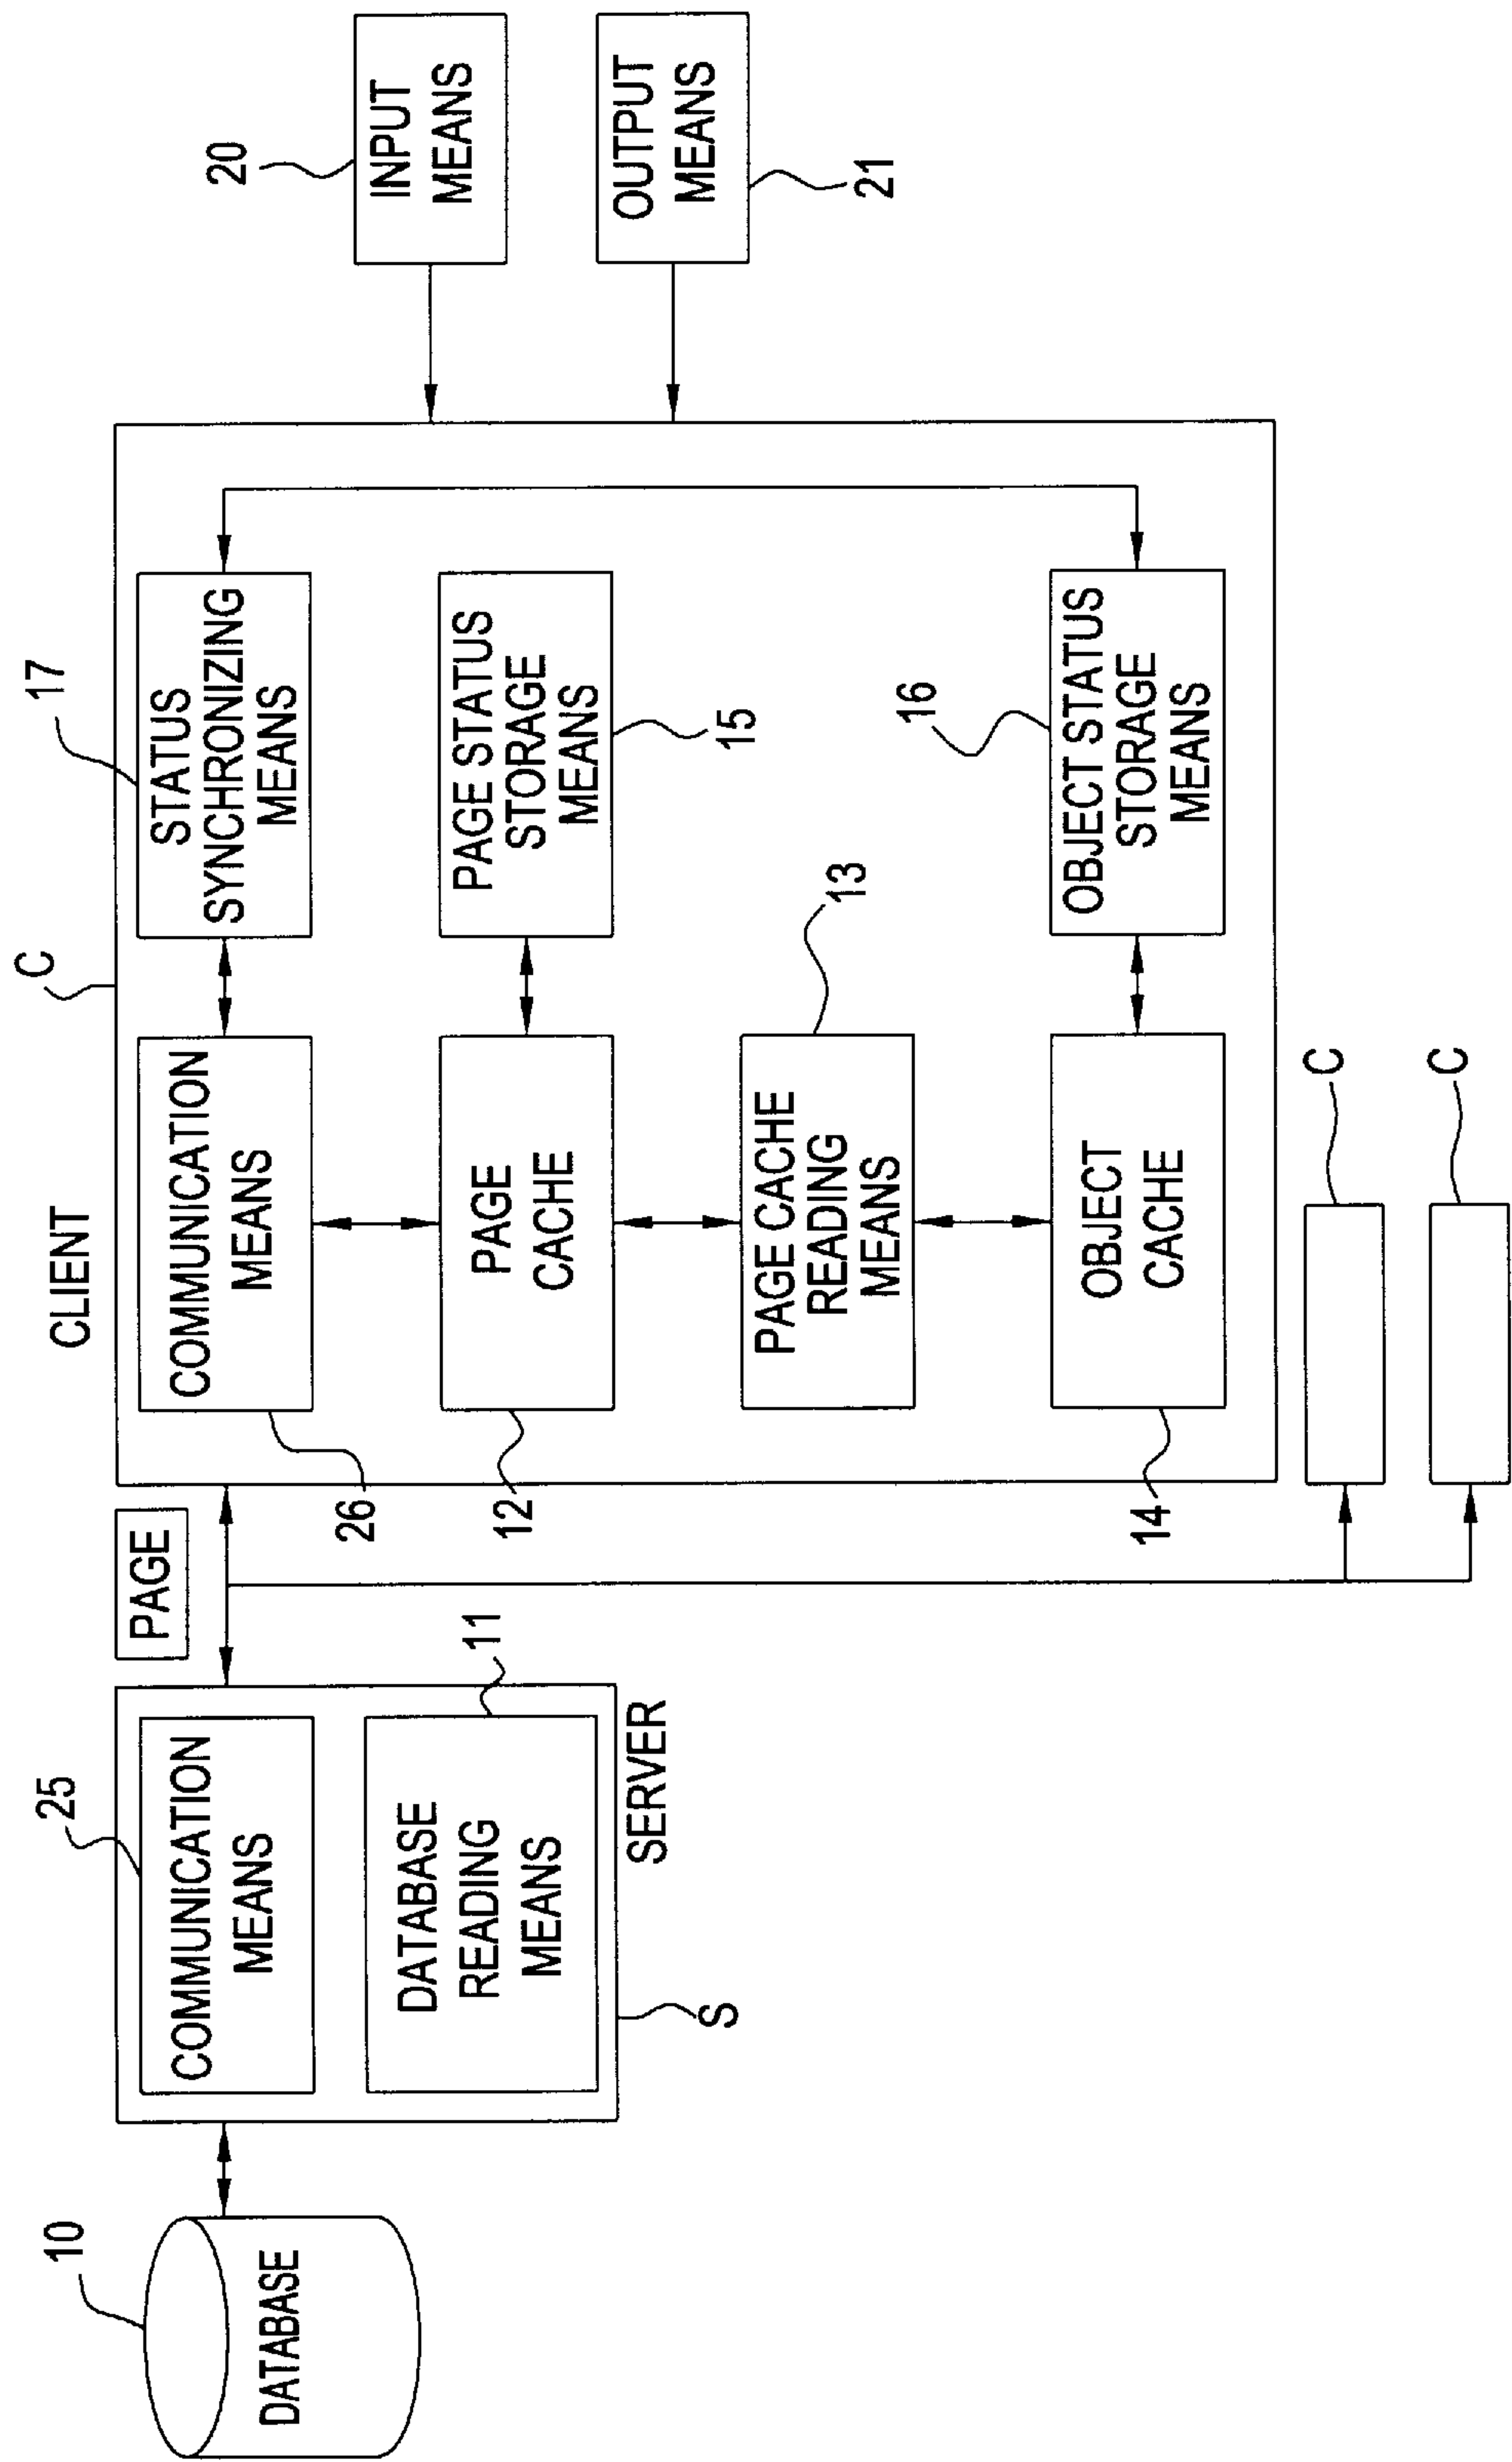 10
DATABASE
25
COMMUNICATION
MEANS
DATABASE
READING
MEANS
11
SERVER
S
PAGE
CLIENT
C
COMMUNICATION
MEANS
26
STATUS
SYNCHRONIZING
MEANS
17
PAGE
CACHE
12
PAGE STATUS
STORAGE
MEANS
15
PAGE CACHE
READING
MEANS
13
OBJECT
CACHE
14
OBJECT STATUS
STORAGE
MEANS
16
C
C
20
INPUT
MEANS
OUTPUT
MEANS
21